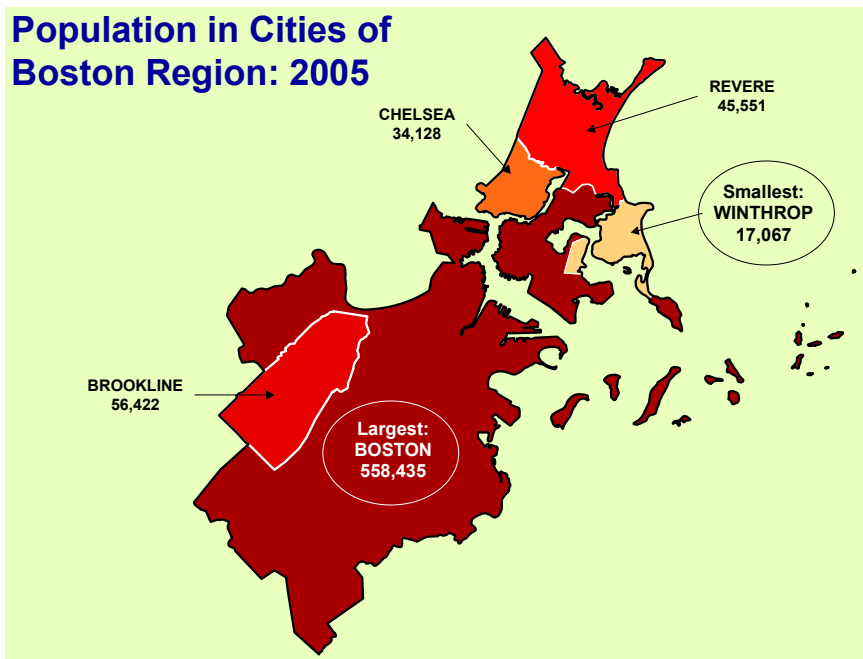 Population in Cities of
Boston Region: 2005
CHELSEA
34,128
REVERE
45,551
Smallest:
WINTHROP
17,067
BROOKLINE
56,422
Largest:
BOSTON
558,435